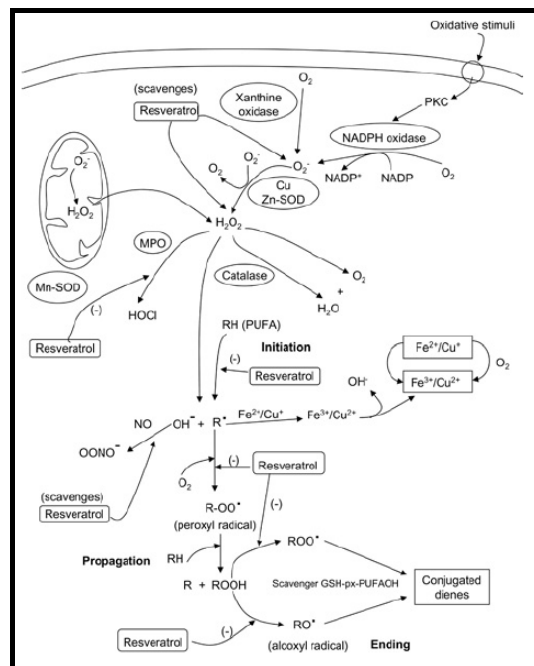 Oxidative stimuli
(scavenges)
Resveratrol
Xanthine
oxidase
O₂
PKC
NADPH oxidase
NADP⁺
NADP
O₂
O₂⁻
O₂⁻
O₂
Cu
Zn-SOD
O₂⁻
H₂O₂
H₂O₂
Mn-SOD
MPO
Catalase
O₂
+
H₂O
(-)
HOCl
Resveratrol
RH (PUFA)
Initiation
(-)
Resveratrol
Fe²⁺/Cu⁺
O₂
Fe³⁺/Cu²⁺
OH⁻
NO
OH⁻ + R•
Fe²⁺/Cu⁺
Fe³⁺/Cu²⁺
OONO⁻
(scavenges)
Resveratrol
O₂
(-)
Resveratrol
(-)
R-OO•
(peroxyl radical)
Propagation
RH
R + ROOH
ROO•
Scavenger GSH-px-PUFACH
Conjugated
dienes
Resveratrol
(-)
RO•
(alcoxyl radical)
Ending